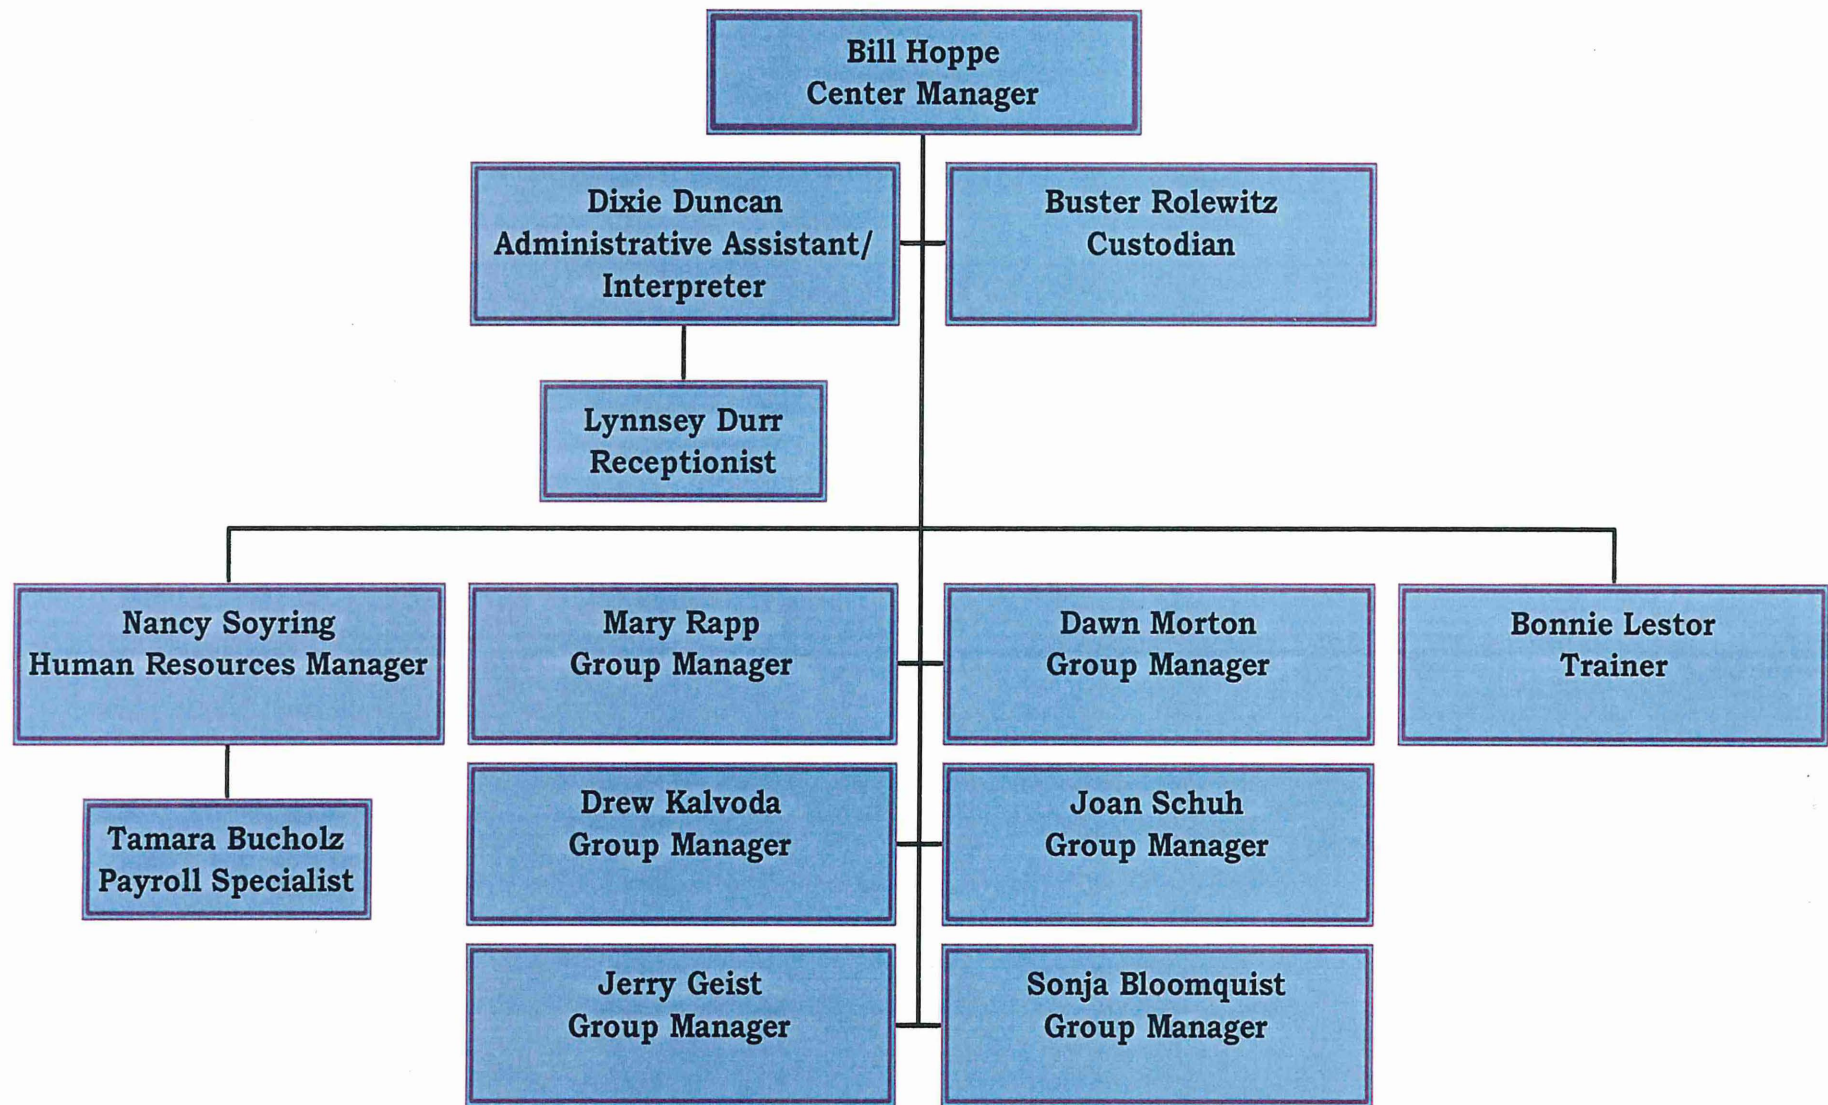 Bill Hoppe
Center Manager
Dixie Duncan
Administrative Assistant/
Interpreter
Buster Rolewitz
Custodian
Lynnsey Durr
Receptionist
Nancy Soyring
Human Resources Manager
Mary Rapp
Group Manager
Dawn Morton
Group Manager
Bonnie Lestor
Trainer
Tamara Bucholz
Payroll Specialist
Drew Kalvoda
Group Manager
Joan Schuh
Group Manager
Jerry Geist
Group Manager
Sonja Bloomquist
Group Manager